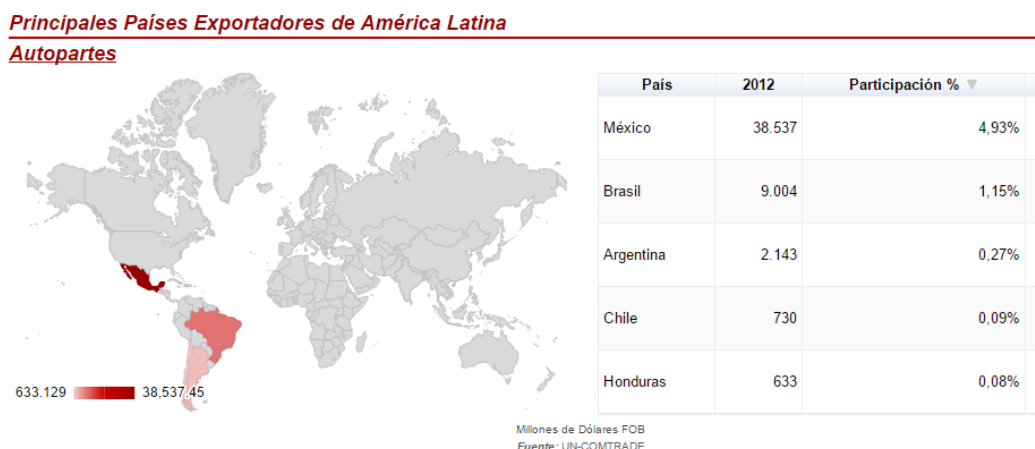 Principales Países Exportadores de América Latina
Autopartes
País 2012 Participación % ▼
México 38.537 4,93%
Brasil 9.004 1,15%
Argentina 2.143 0,27%
Chile 730 0,09%
Honduras 633 0,08%
633.129 38,537.45
Millones de Dólares FOB
Fuente: UN-COMTRADE